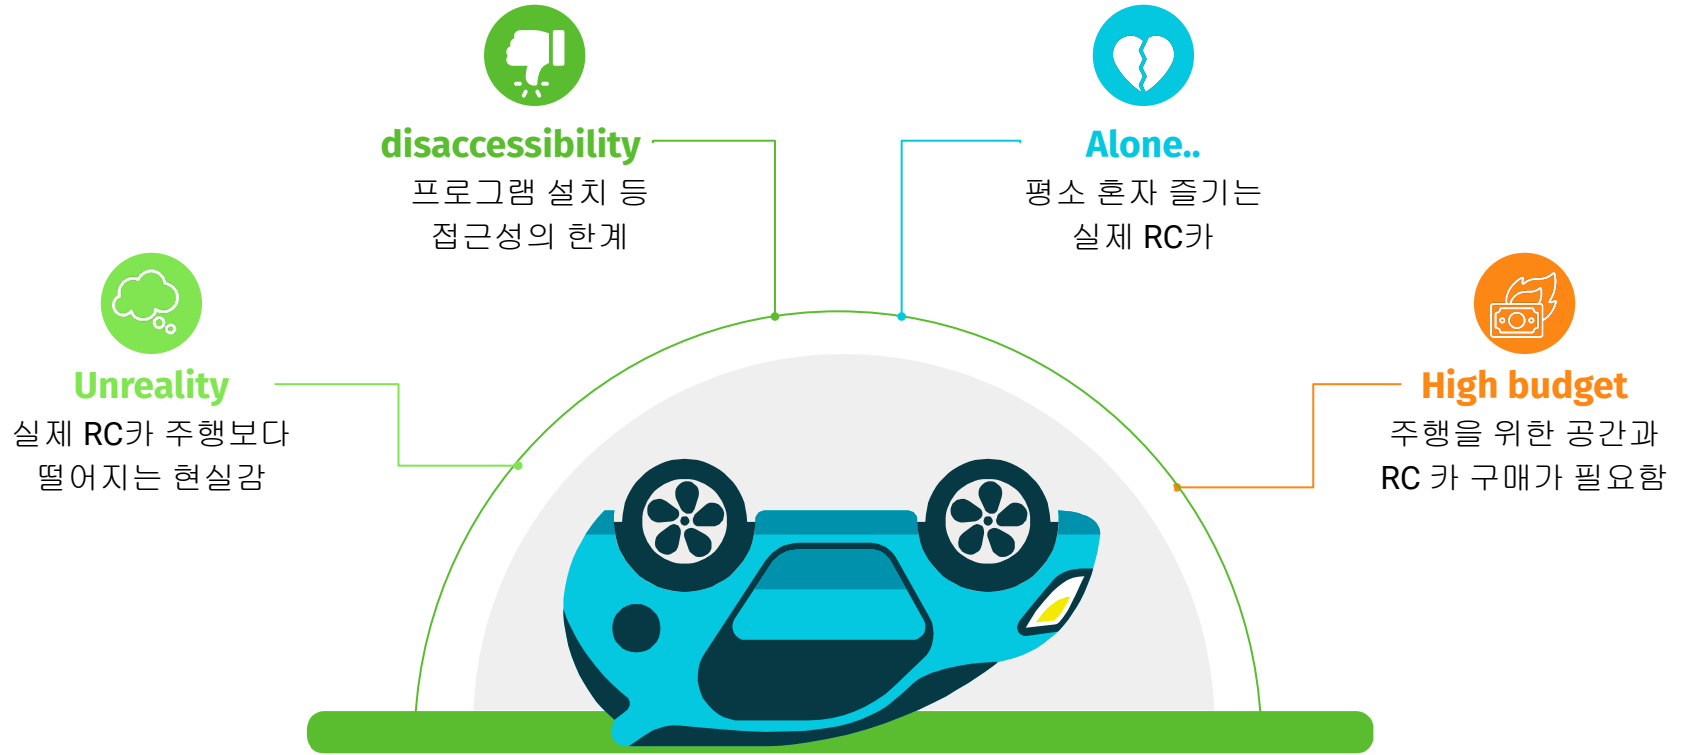 disaccessibility
프로그램 설치 등
접근성의 한계
Alone..
평소 혼자 즐기는
실제 RC카
Unreality
실제 RC카 주행보다
떨어지는 현실감
High budget
주행을 위한 공간과
RC 카 구매가 필요함